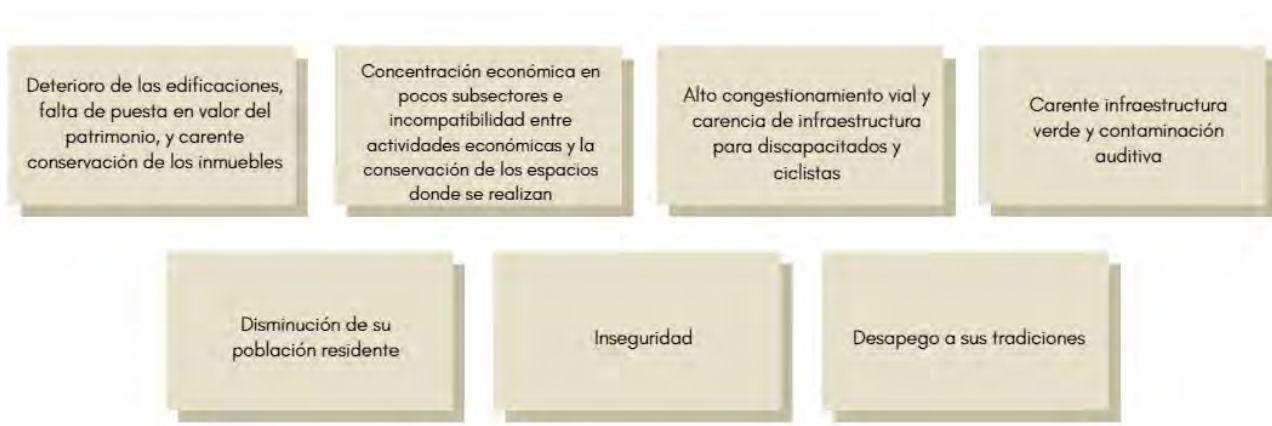 Deterioro de las edificaciones,
falta de puesta en valor del
patrimonio, y carente
conservación de los inmuebles
Concentración económica en
pocos subsectores e
incompatibilidad entre
actividades económicas y la
conservación de los espacios
donde se realizan
Alto congestionamiento vial y
carencia de infraestructura
para discapacitados y
ciclistas
Carente infraestructura
verde y contaminación
auditiva
Disminución de su
población residente
Inseguridad
Desapego a sus tradiciones